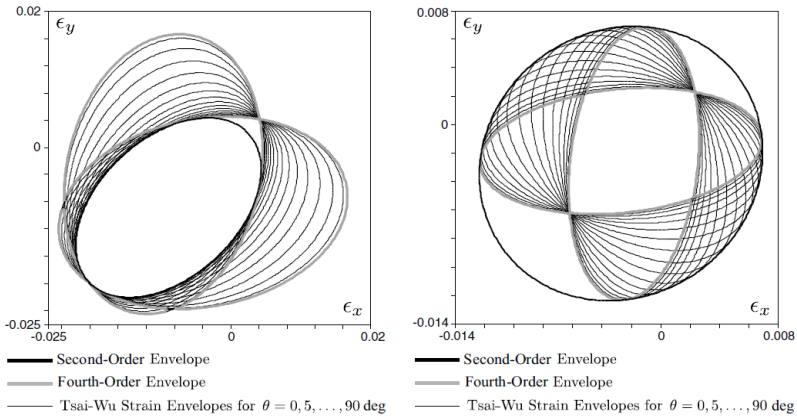 0.02
ϵy
0
ϵx
-0.025
-0.025
0
0.02
Second-Order Envelope
Fourth-Order Envelope
Tsai-Wu Strain Envelopes for θ = 0, 5, . . . , 90 deg
0.008
ϵy
0
ϵx
-0.014
-0.014
0
0.008
Second-Order Envelope
Fourth-Order Envelope
Tsai-Wu Strain Envelopes for θ = 0, 5, . . . , 90 deg